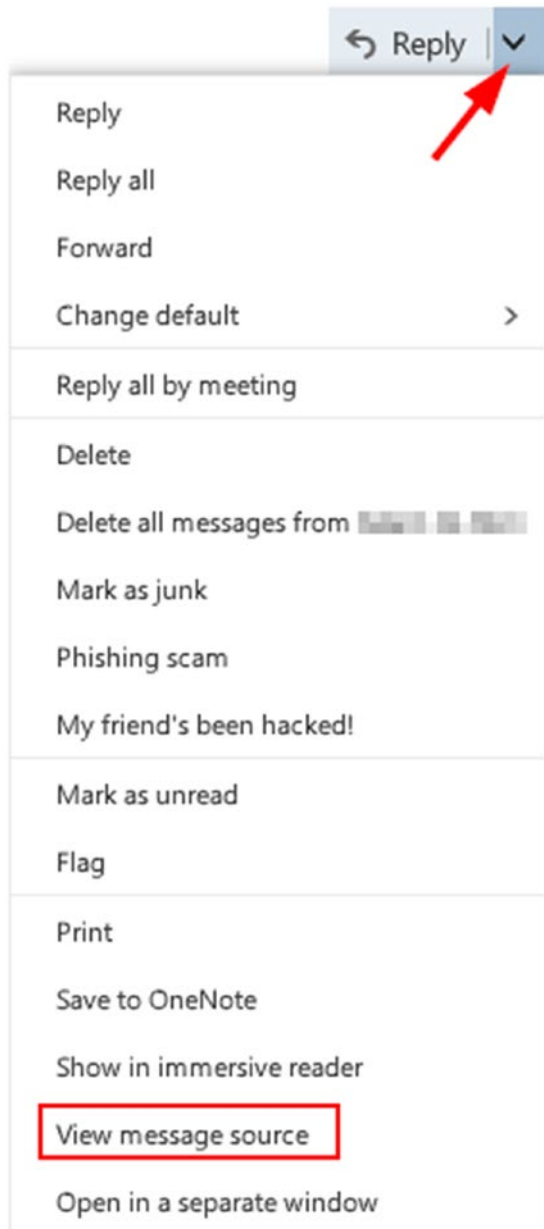 Reply
Reply
Reply all
Forward
Change default
Reply all by meeting
Delete
Delete all messages from
Mark as junk
Phishing scam
My friend's been hacked!
Mark as unread
Flag
Print
Save to OneNote
Show in immersive reader
View message source
Open in a separate window